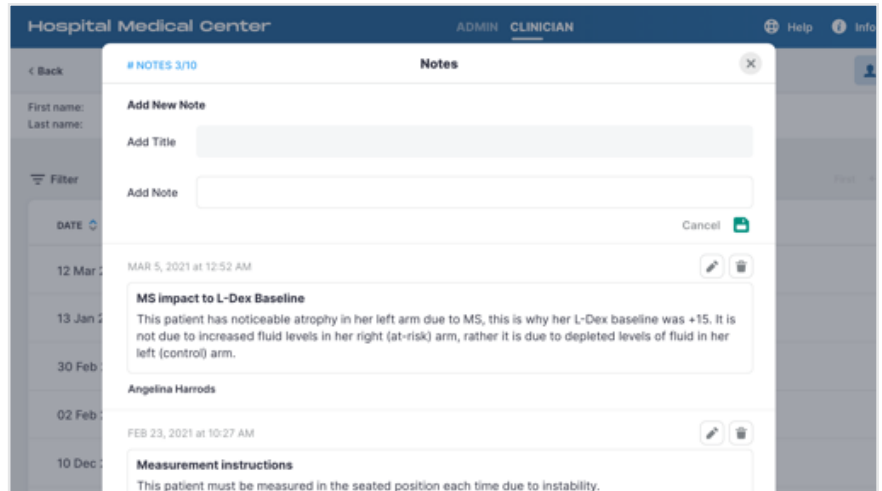 Hospital Medical Center
ADMIN CLINICIAN
Help Info
< Back
# NOTES 3/10
Notes
First name:
Last name:
Add New Note
Add Title
Filter
Add Note
DATE
Cancel
12 Mar
MAR 5, 2021 at 12:52 AM
MS impact to L-Dex Baseline
13 Jan 2
This patient has noticeable atrophy in her left arm due to MS, this is why her L-Dex baseline was +15. It is
not due to increased fluid levels in her right (at-risk) arm, rather it is due to depleted levels of fluid in her
left (control) arm.
30 Feb
Angelina Harrods
02 Feb
FEB 23, 2021 at 10:27 AM
10 Dec
Measurement instructions
This patient must be measured in the seated position each time due to instability.